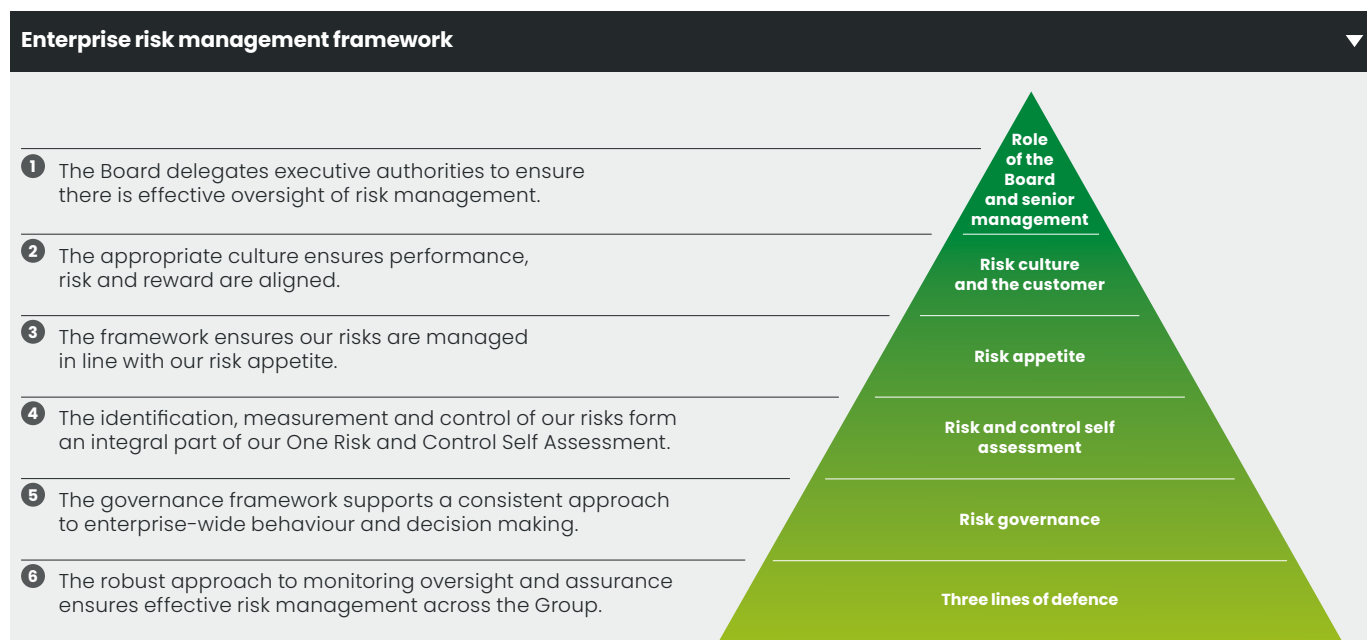 Enterprise risk management framework
1 The Board delegates executive authorities to ensure
there is effective oversight of risk management.
Role
of the
Board
and senior
management
2 The appropriate culture ensures performance,
risk and reward are aligned.
Risk culture
and the customer
3 The framework ensures our risks are managed
in line with our risk appetite.
Risk appetite
4 The identification, measurement and control of our risks form
an integral part of our One Risk and Control Self Assessment.
Risk and control self
assessment
5 The governance framework supports a consistent approach
to enterprise-wide behaviour and decision making.
Risk governance
6 The robust approach to monitoring oversight and assurance
ensures effective risk management across the Group.
Three lines of defence